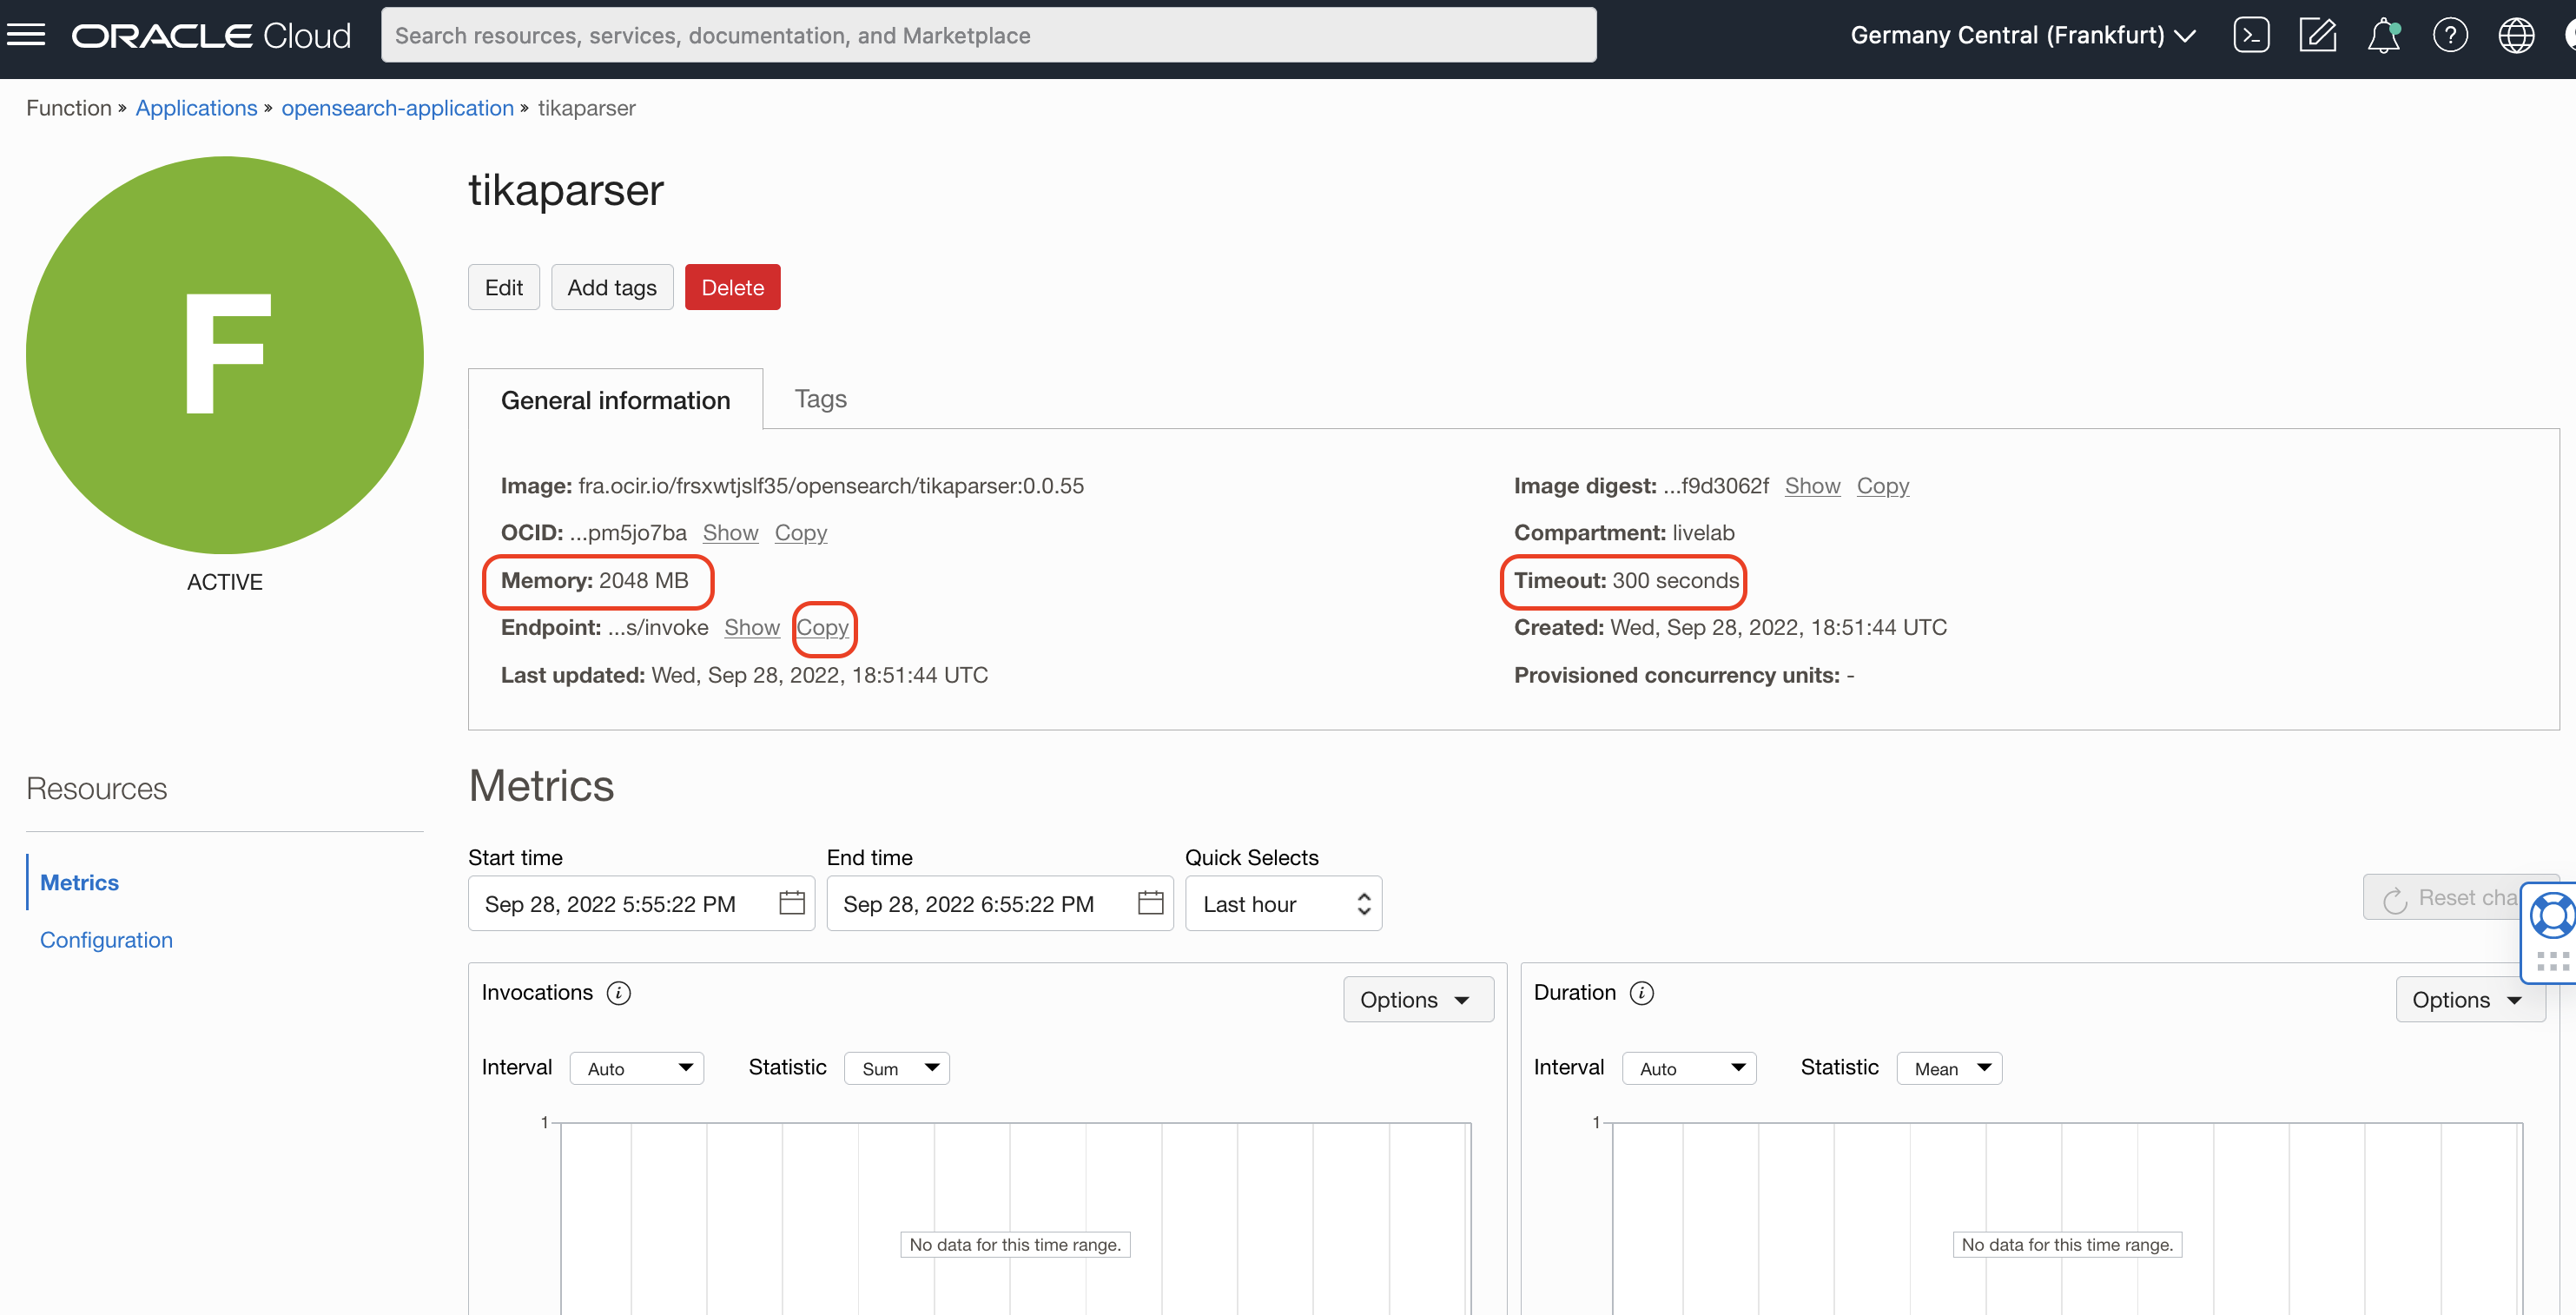 ORACLE Cloud
Search resources, services, documentation, and Marketplace
Germany Central (Frankfurt)
Function » Applications » opensearch-application » tikaparser
F
ACTIVE
tikaparser
Edit Add tags Delete
General information Tags
Image: fra.ocir.io/frsxwtjslf35/opensearch/tikaparser:0.0.55
OCID: ...pm5jo7ba Show Copy
Memory: 2048 MB
Endpoint: ...s/invoke Show Copy
Last updated: Wed, Sep 28, 2022, 18:51:44 UTC
Image digest: ...f9d3062f Show Copy
Compartment: livelab
Timeout: 300 seconds
Created: Wed, Sep 28, 2022, 18:51:44 UTC
Provisioned concurrency units: -
Resources
Metrics
Configuration
Metrics
Start time End time Quick Selects
Sep 28, 2022 5:55:22 PM Sep 28, 2022 6:55:22 PM Last hour
Reset cha
Invocations
Options
Interval Auto Statistic Sum
1
No data for this time range.
Duration
Options
Interval Auto Statistic Mean
1
No data for this time range.